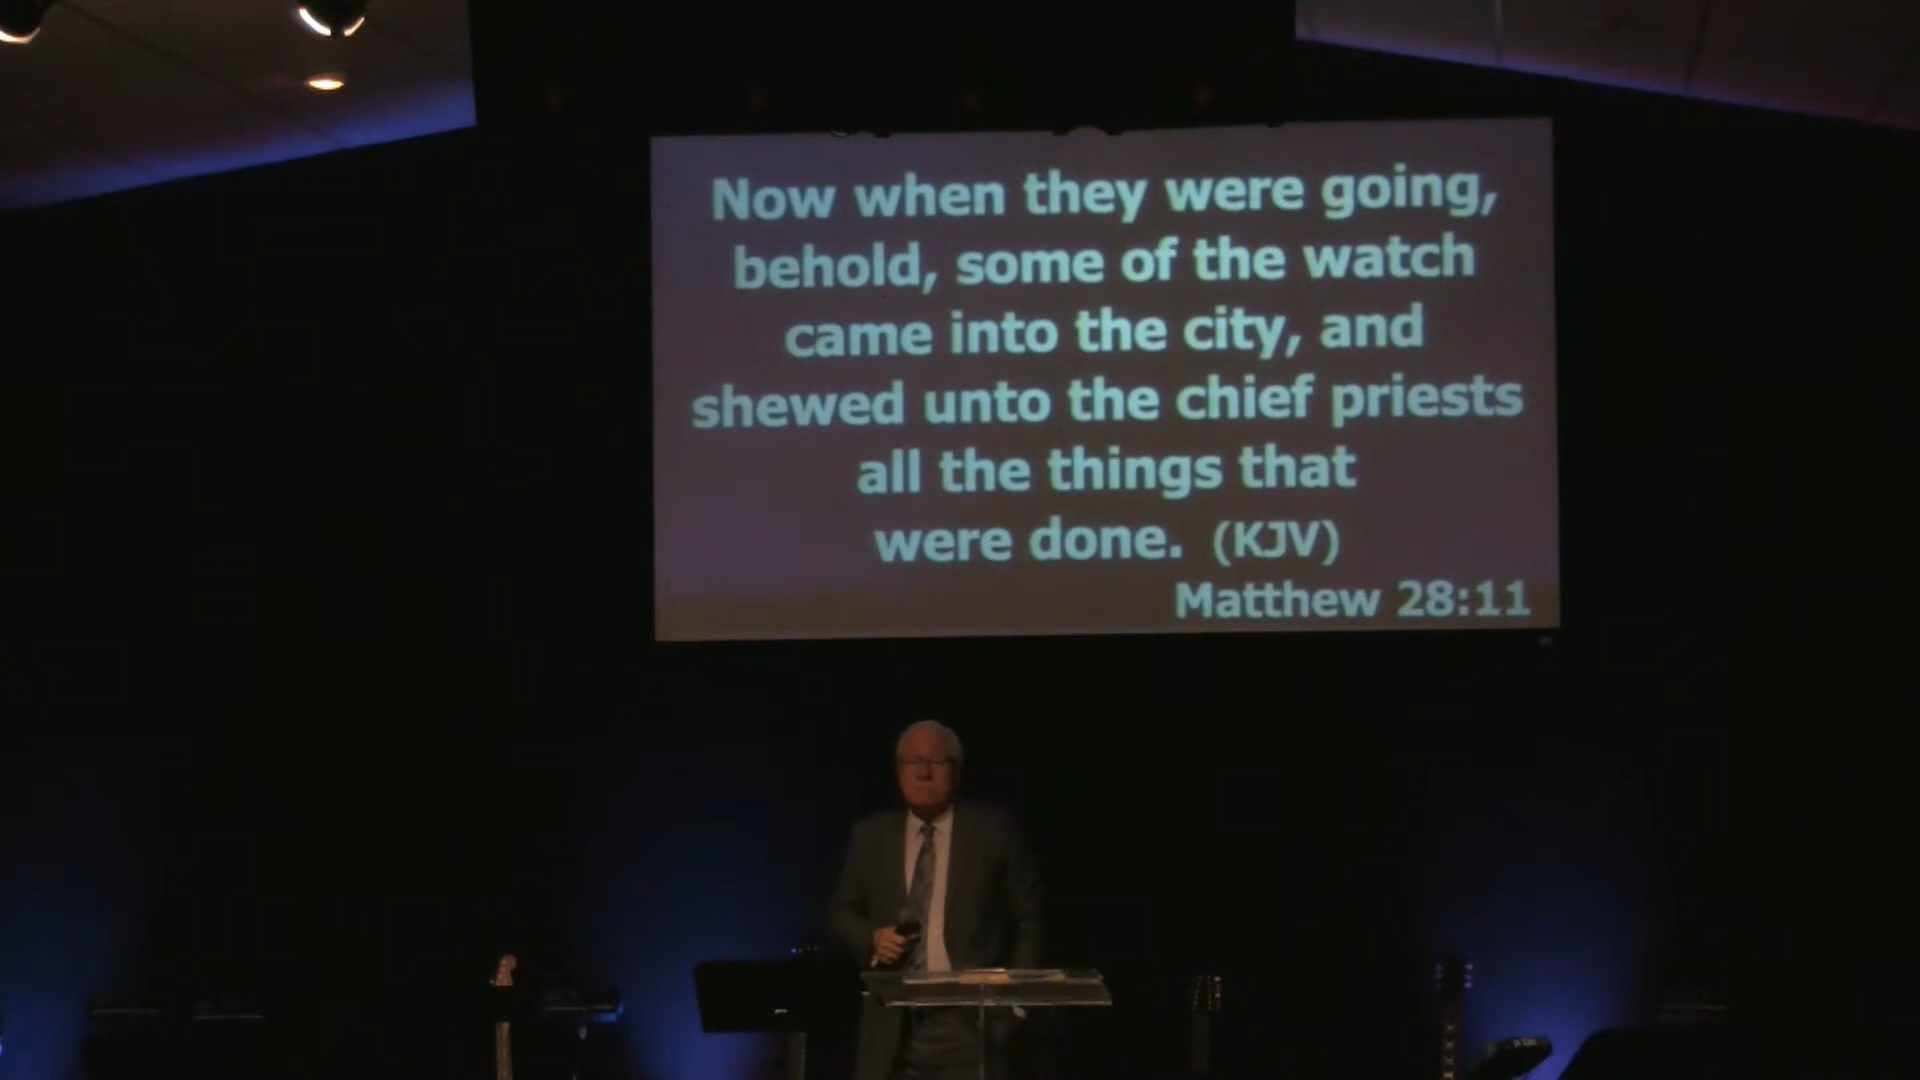 Now when they were going,
behold, some of the watch
came into the city, and
shewed unto the chief priests
all the things that
were done. (KJV)
Matthew 28:11